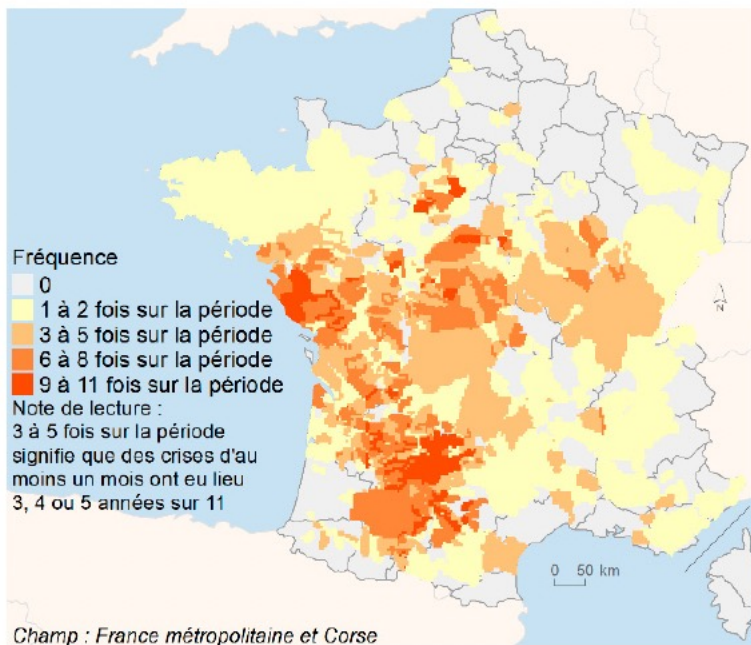 Fréquence
0
1 à 2 fois sur la période
3 à 5 fois sur la période
6 à 8 fois sur la période
9 à 11 fois sur la période
Note de lecture :
3 à 5 fois sur la période
signifie que des crises d'au
moins un mois ont eu lieu
3, 4 ou 5 années sur 11
N
0 50 km
Champ : France métropolitaine et Corse